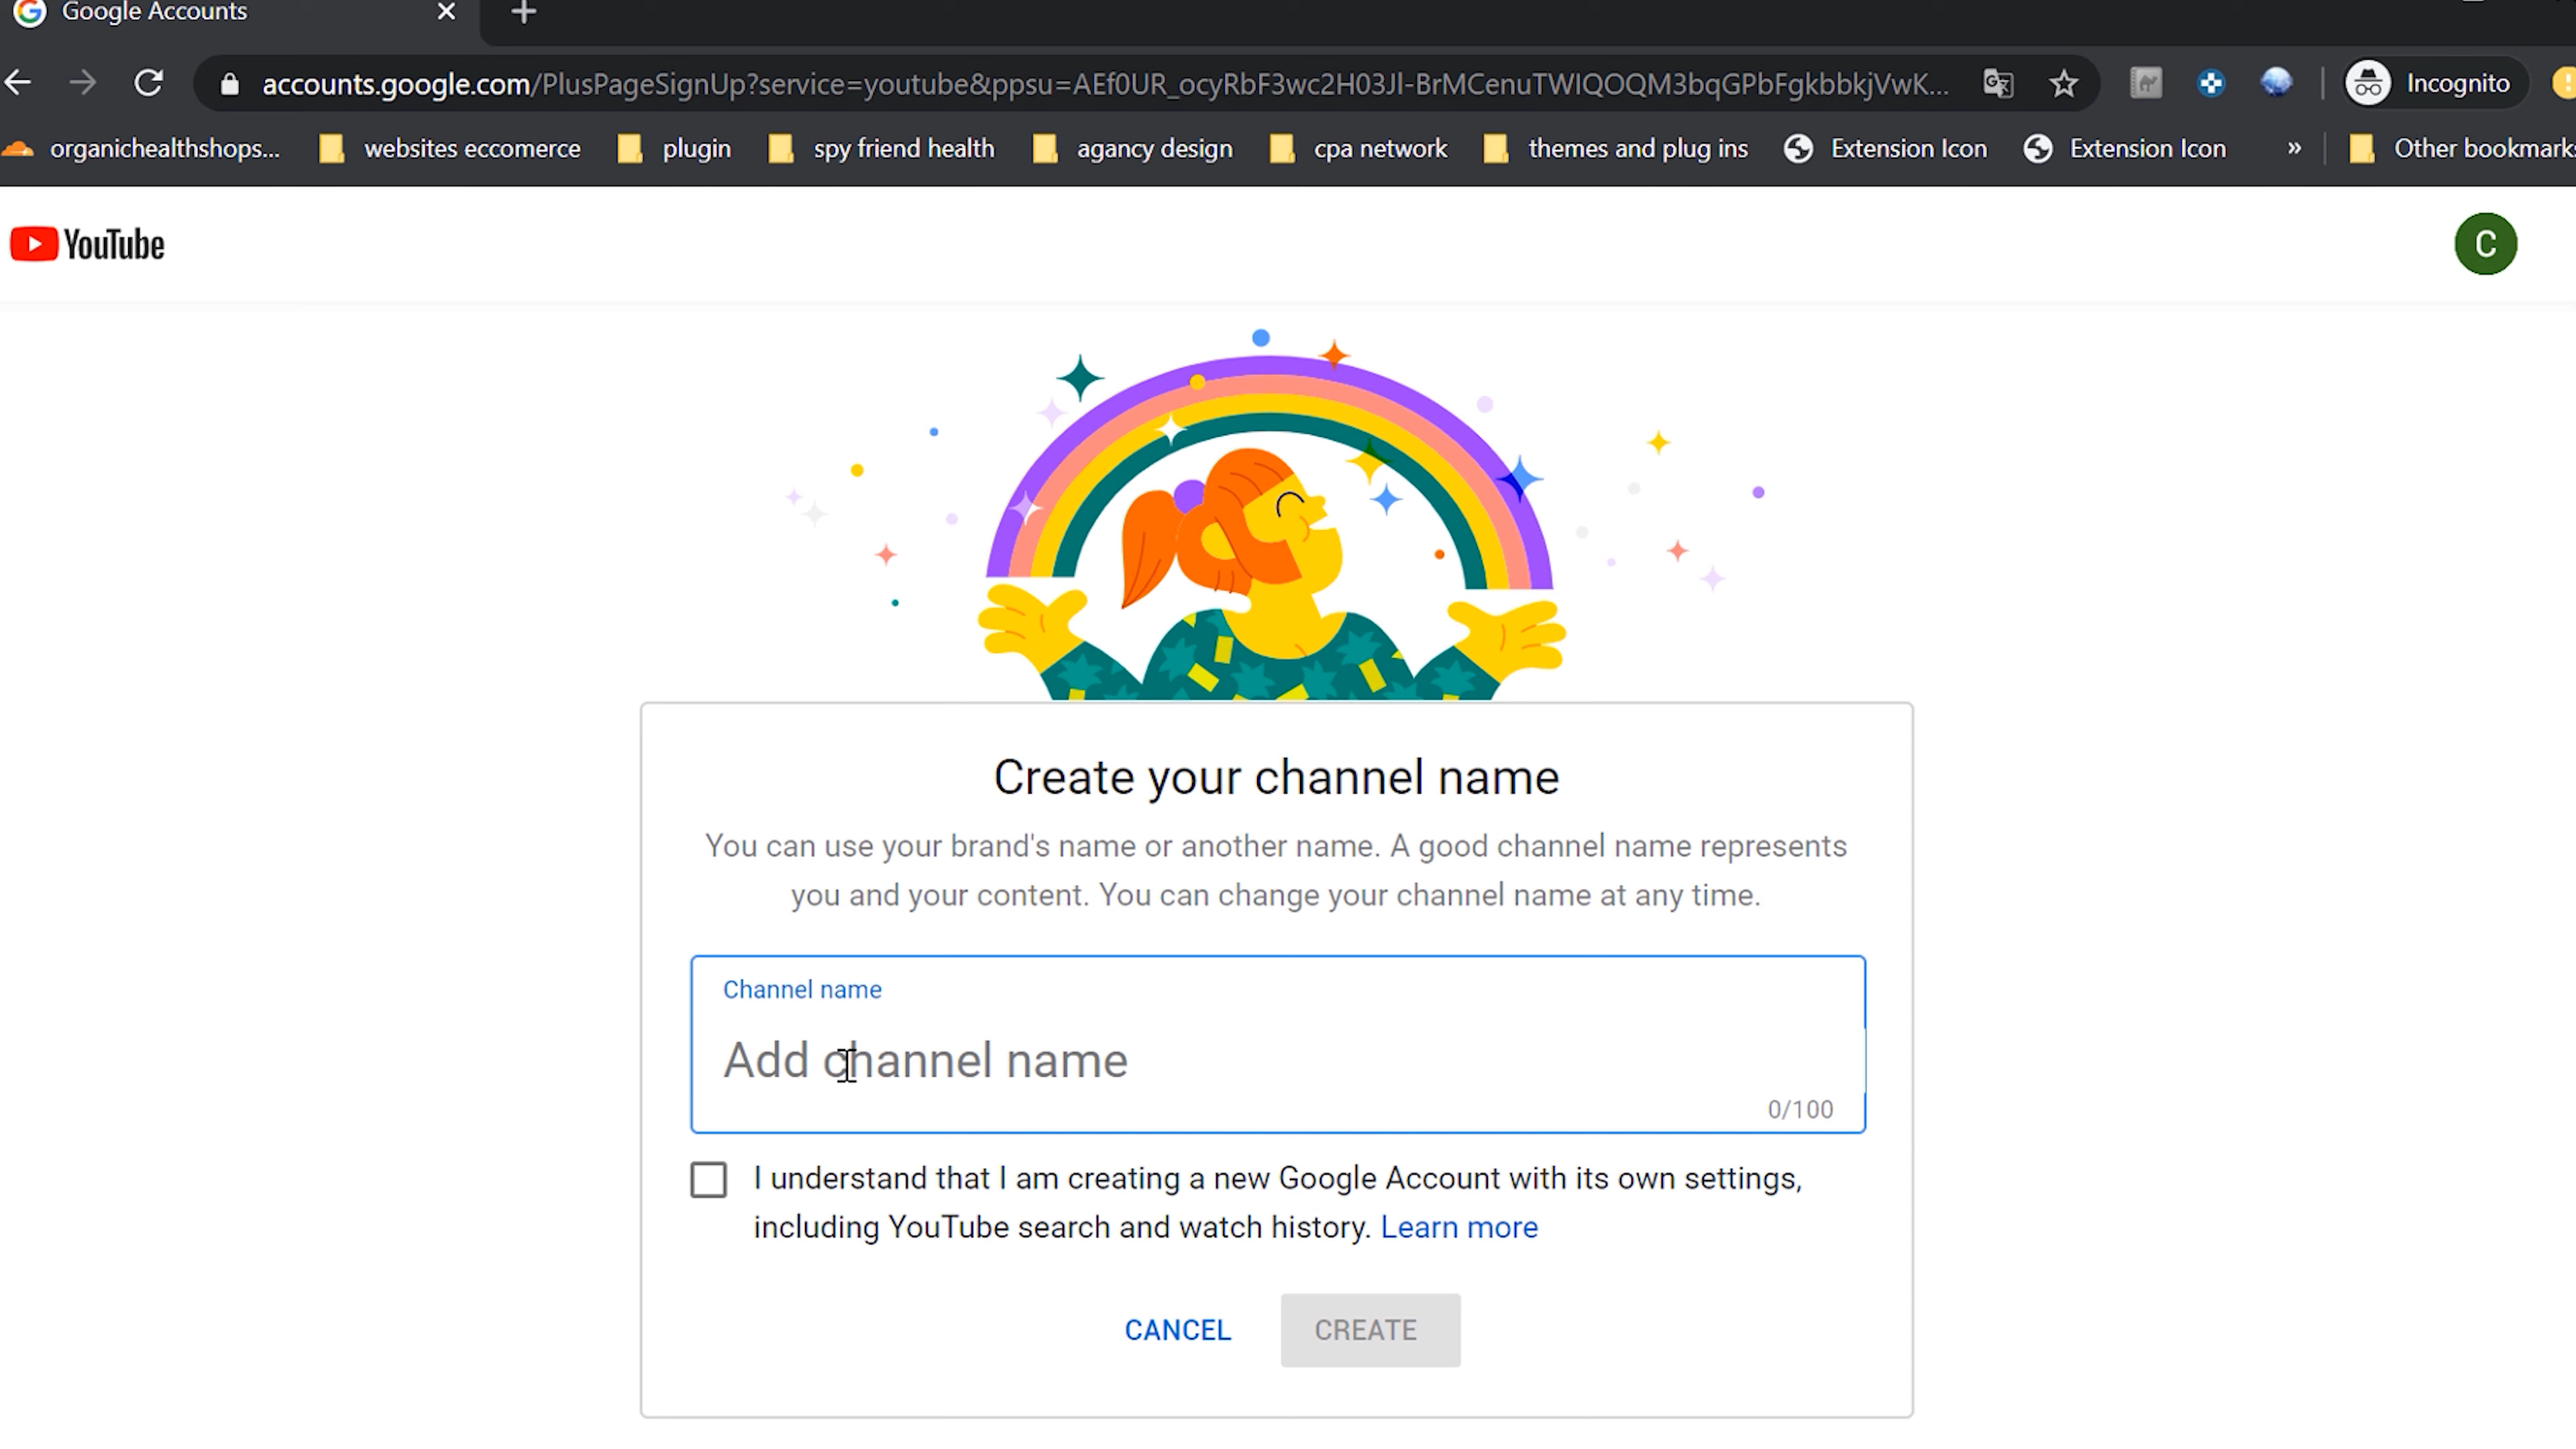 Google Accounts
accounts.google.com/PlusPageSignUp?service=youtube&ppsu=AEf0UR_ocyRbF3wc2H03Jl-BrMCenuTWIQOQM3bqGPbFgkbbkjVwK...
Incognito
organichealthshops...
websites eccomerce
plugin
spy friend health
agancy design
cpa network
themes and plug ins
Extension Icon
Extension Icon
»
Other bookmarks
YouTube
C
Create your channel name
You can use your brand's name or another name. A good channel name represents
you and your content. You can change your channel name at any time.
Channel name
Add channel name
0/100
I understand that I am creating a new Google Account with its own settings,
including YouTube search and watch history. Learn more
CANCEL CREATE